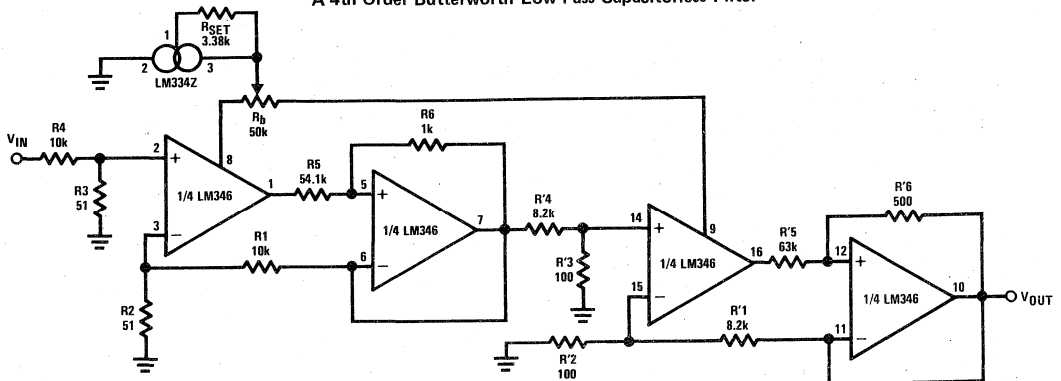 A 4th Order Butterworth Low Pass Capacitorless Filter
RSET
3.38k
1
2
3
LM334Z
Rb
50k
VIN
R4
10k
R3
51
2
+
8
1/4 LM346
1
3
−
R2
51
R1
10k
R5
54.1k
R6
1k
5
+
1/4 LM346
7
6
−
R'4
8.2k
R'3
100
14
+
9
1/4 LM346
16
15
−
R'2
100
R'1
8.2k
R'5
63k
R'6
500
12
+
1/4 LM346
10
11
−
VOUT